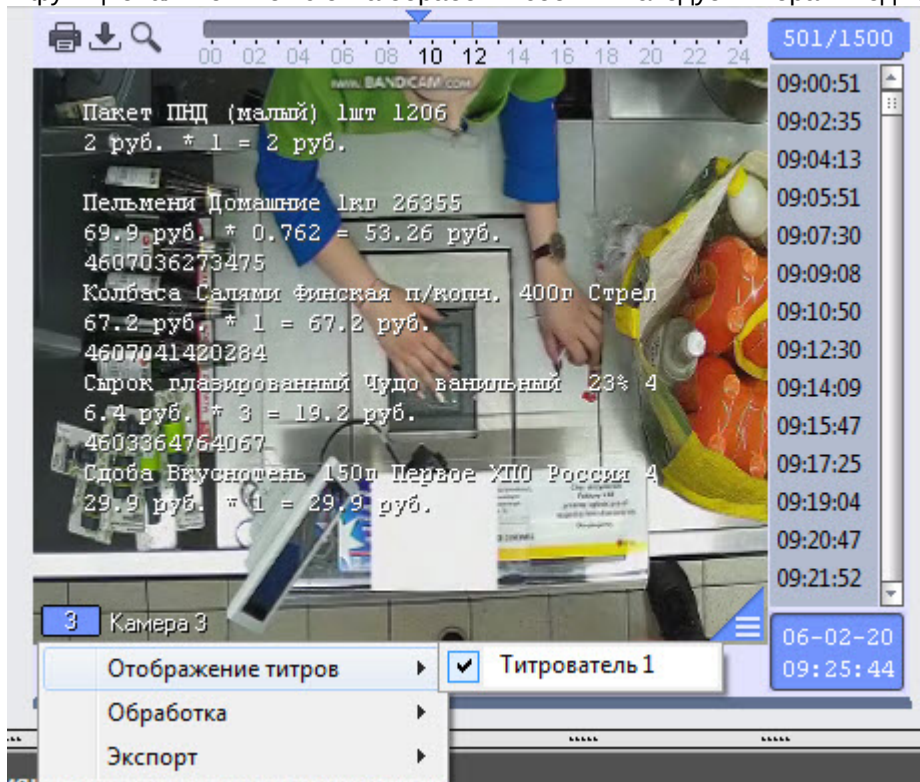 501/1500
00 02 04 06 08 10 12 14 16 18 20 22 24
www.BANDICAM.com
Пакет ПНД (малый) 1шт 1206
2 руб. * 1 = 2 руб.
Пельмени Домашние 1кг 26355
69.9 руб. * 0.762 = 53.26 руб.
4607036273475
Колбаса Салями Финская п/копч. 400г Стрел
67.2 руб. * 1 = 67.2 руб.
4607041420284
Сырок глазированный Чудо ванильный 23% 4
6.4 руб. * 3 = 19.2 руб.
4603364764067
Сдоба Вкуснотень 150г Первое ХПО Россия 4
29.9 руб. * 1 = 29.9 руб.
09:00:51
09:02:35
09:04:13
09:05:51
09:07:30
09:09:08
09:10:50
09:12:30
09:14:09
09:15:47
09:17:25
09:19:04
09:20:47
09:21:52
3 Камера 3
06-02-20
09:25:44
Отображение титров
Титрователь 1
Обработка
Экспорт